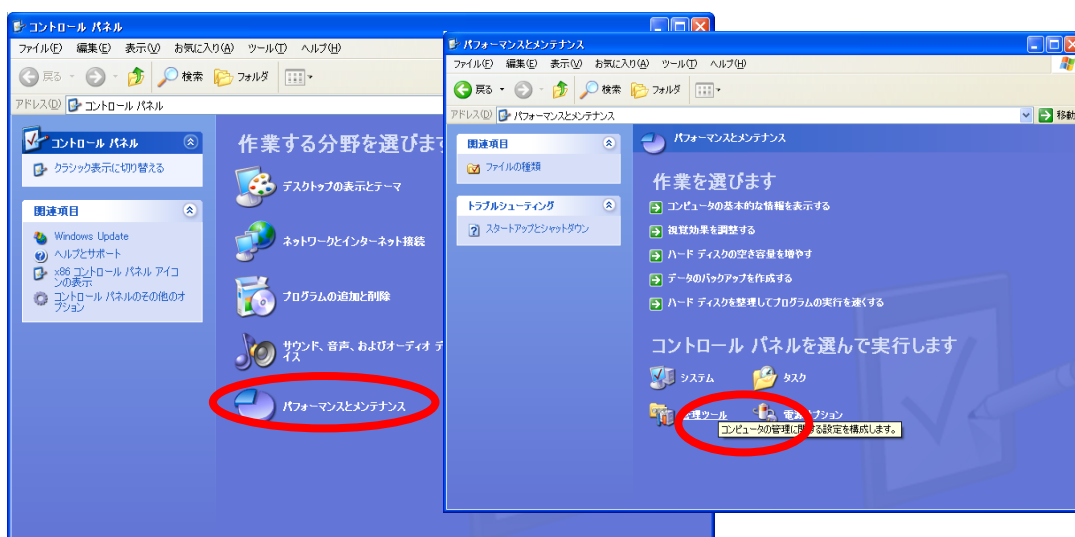 コントロール パネル
ファイル(F) 編集(E) 表示(V) お気に入り(A) ツール(T) ヘルプ(H)
戻る 検索 フォルダ
アドレス(D) コントロール パネル
コントロール パネル
クラシック表示に切り替える
関連項目
Windows Update
ヘルプとサポート
x86 コントロール パネル アイコ
ンの表示
コントロール パネルのその他のオ
プション
作業する分野を選びます
デスクトップの表示とテーマ
ネットワークとインターネット接続
プログラムの追加と削除
サウンド、音声、およびオーディオ デ
イス
パフォーマンスとメンテナンス
パフォーマンスとメンテナンス
ファイル(F) 編集(E) 表示(V) お気に入り(A) ツール(T) ヘルプ(H)
戻る 検索 フォルダ
アドレス(D) パフォーマンスとメンテナンス 移動
関連項目
ファイルの種類
トラブルシューティング
スタートアップとシャットダウン
パフォーマンスとメンテナンス
作業を選びます
コンピュータの基本的な情報を表示する
視覚効果を調整する
ハード ディスクの空き容量を増やす
データのバックアップを作成する
ハード ディスクを整理してプログラムの実行を速くする
コントロール パネルを選んで実行します
システム タスク
管理ツール 電源オプション
コンピュータの管理に関する設定を構成します。